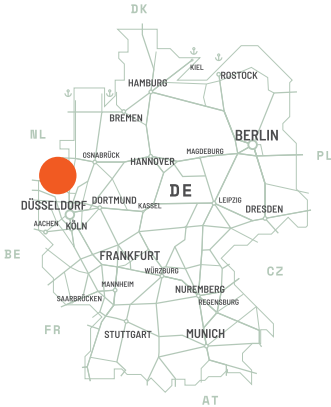 DK
KIEL
ROSTOCK
HAMBURG
BREMEN
NL
BERLIN
MAGDEBURG
PL
OSNABRÜCK
HANNOVER
DE
DÜSSELDORF
DORTMUND
KASSEL
LEIPZIG
DRESDEN
AACHEN
KÖLN
BE
FRANKFURT
WÜRZBURG
CZ
MANNHEIM
NUREMBERG
SAARBRÜCKEN
REGENSBURG
FR
STUTTGART
MUNICH
AT